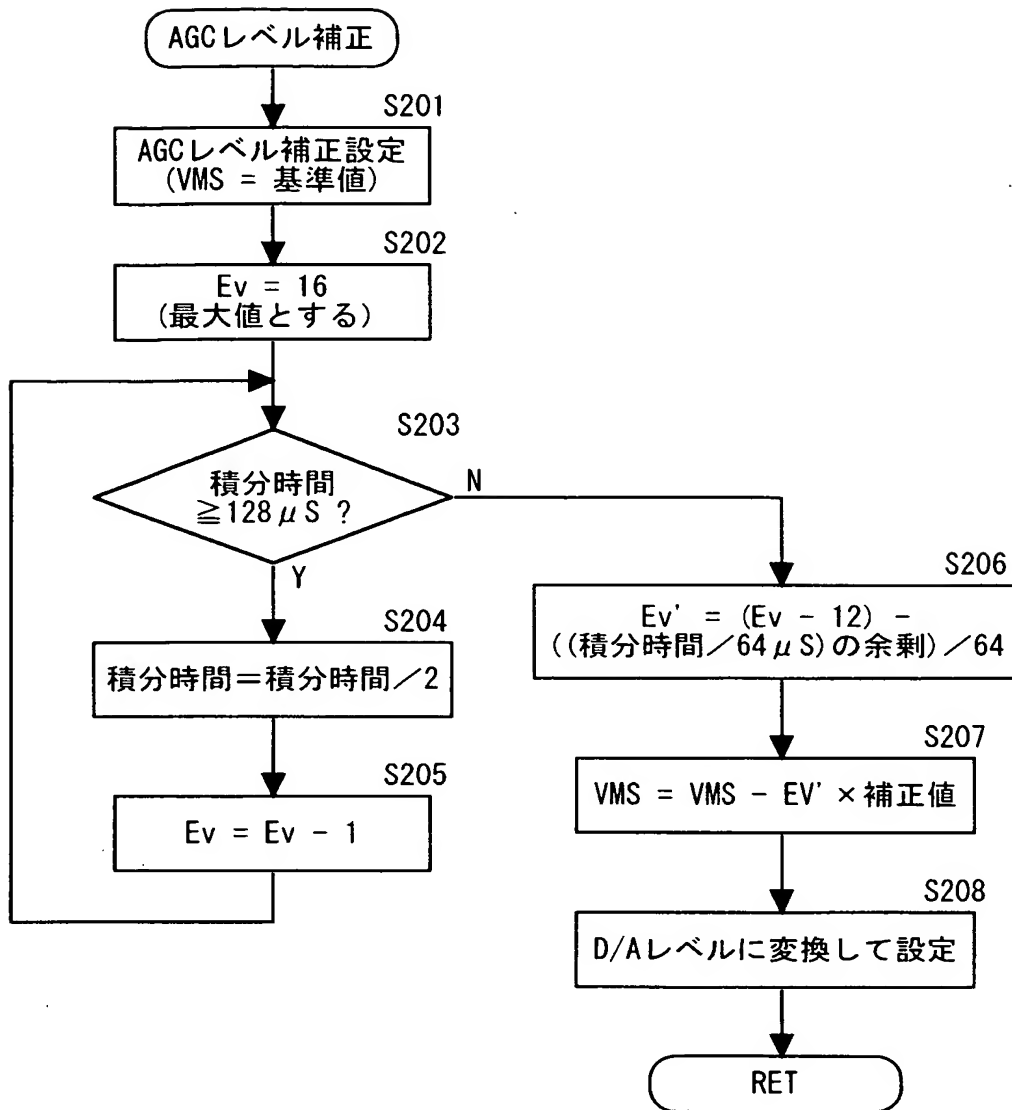 AGCレベル補正
S201
AGCレベル補正設定
(VMS = 基準値)
S202
Ev = 16
(最大値とする)
S203
積分時間
≧128μS ?
N
Y
S204
積分時間=積分時間/2
S205
Ev = Ev - 1
S206
Ev' = (Ev - 12) -
((積分時間/64μS)の余剰)/64
S207
VMS = VMS - EV' ×補正値
S208
D/Aレベルに変換して設定
RET